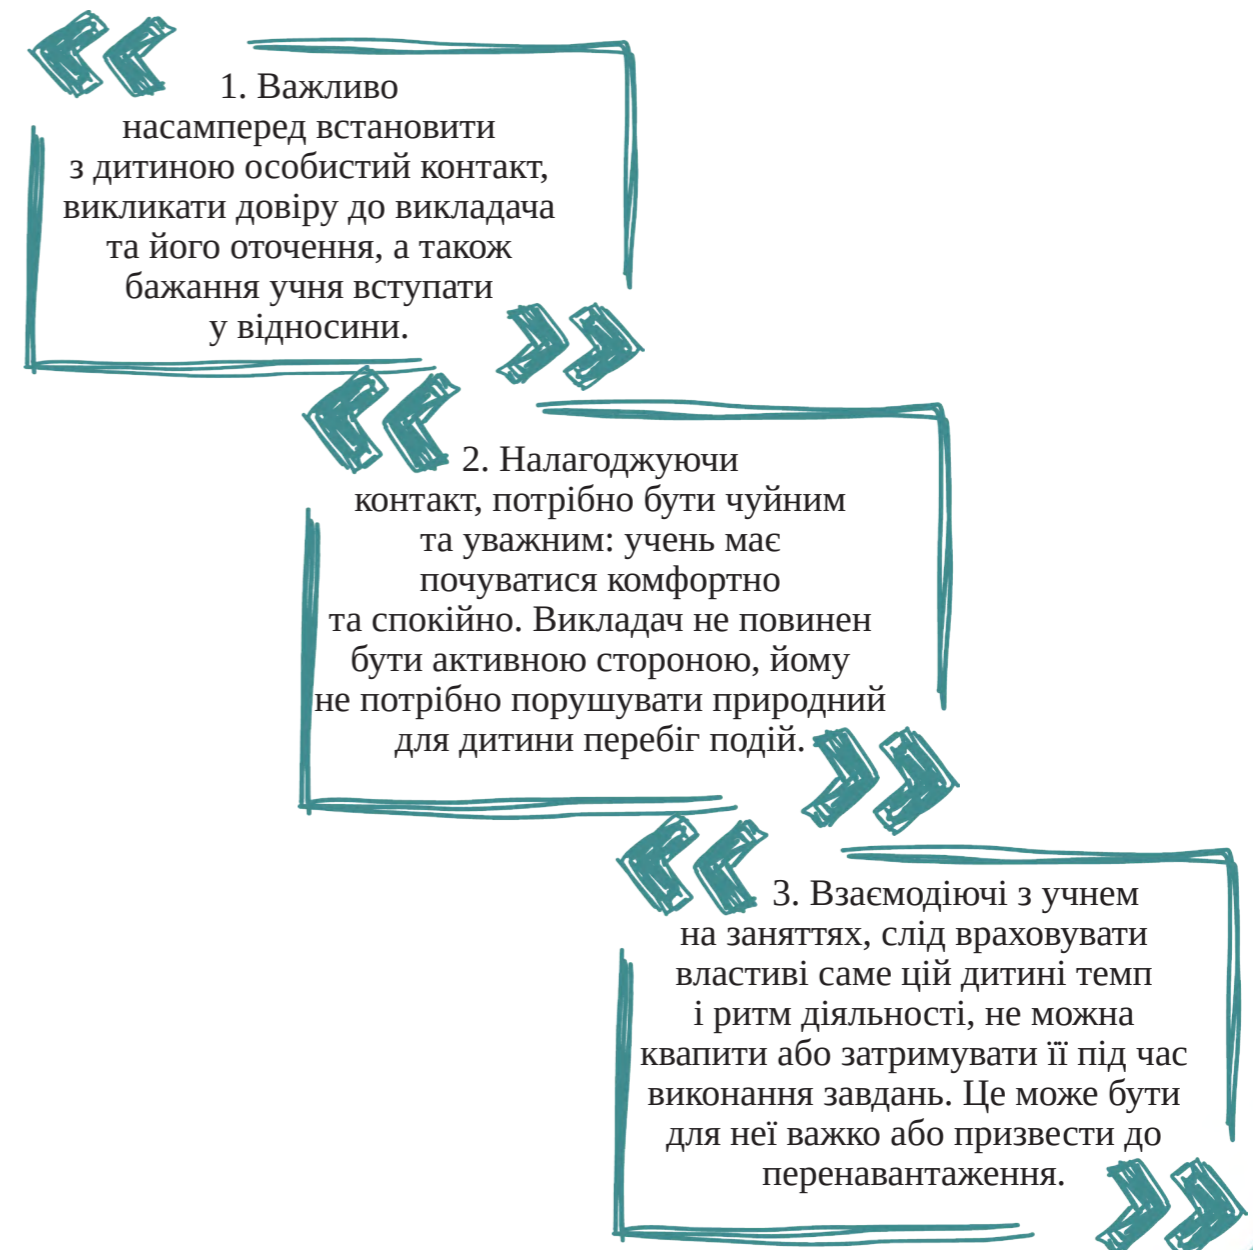 1. Важливо
насамперед встановити
з дитиною особистий контакт,
викликати довіру до викладача
та його оточення, а також
бажання учня вступати
у відносини.
2. Налагоджуючи
контакт, потрібно бути чуйним
та уважним: учень має
почуватися комфортно
та спокійно. Викладач не повинен
бути активною стороною, йому
не потрібно порушувати природний
для дитини перебіг подій.
3. Взаємодіючі з учнем
на заняттях, слід враховувати
властиві саме цій дитині темп
і ритм діяльності, не можна
квапити або затримувати її під час
виконання завдань. Це може бути
для неї важко або призвести до
перенавантаження.